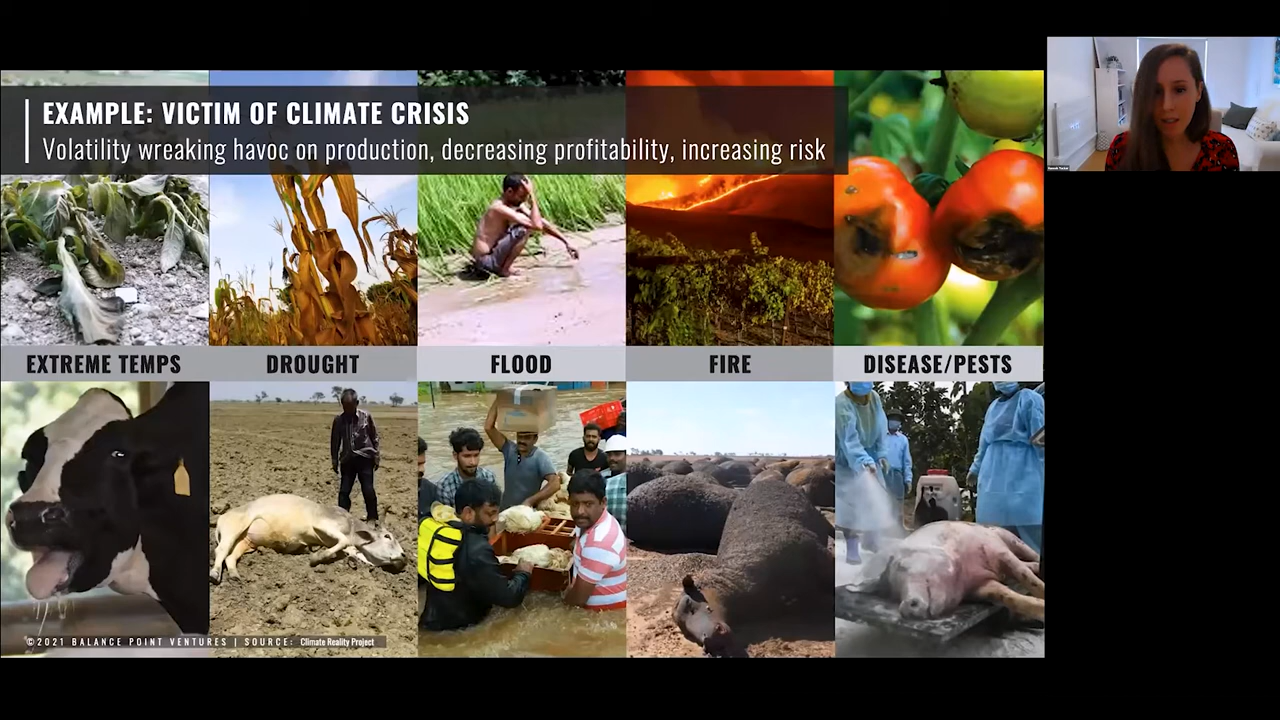 EXAMPLE: VICTIM OF CLIMATE CRISIS
Volatility wreaking havoc on production, decreasing profitability, increasing risk
EXTREME TEMPS
DROUGHT
FLOOD
FIRE
DISEASE/PESTS
©2021 BALANCE POINT VENTURES | SOURCE: Climate Reality Project